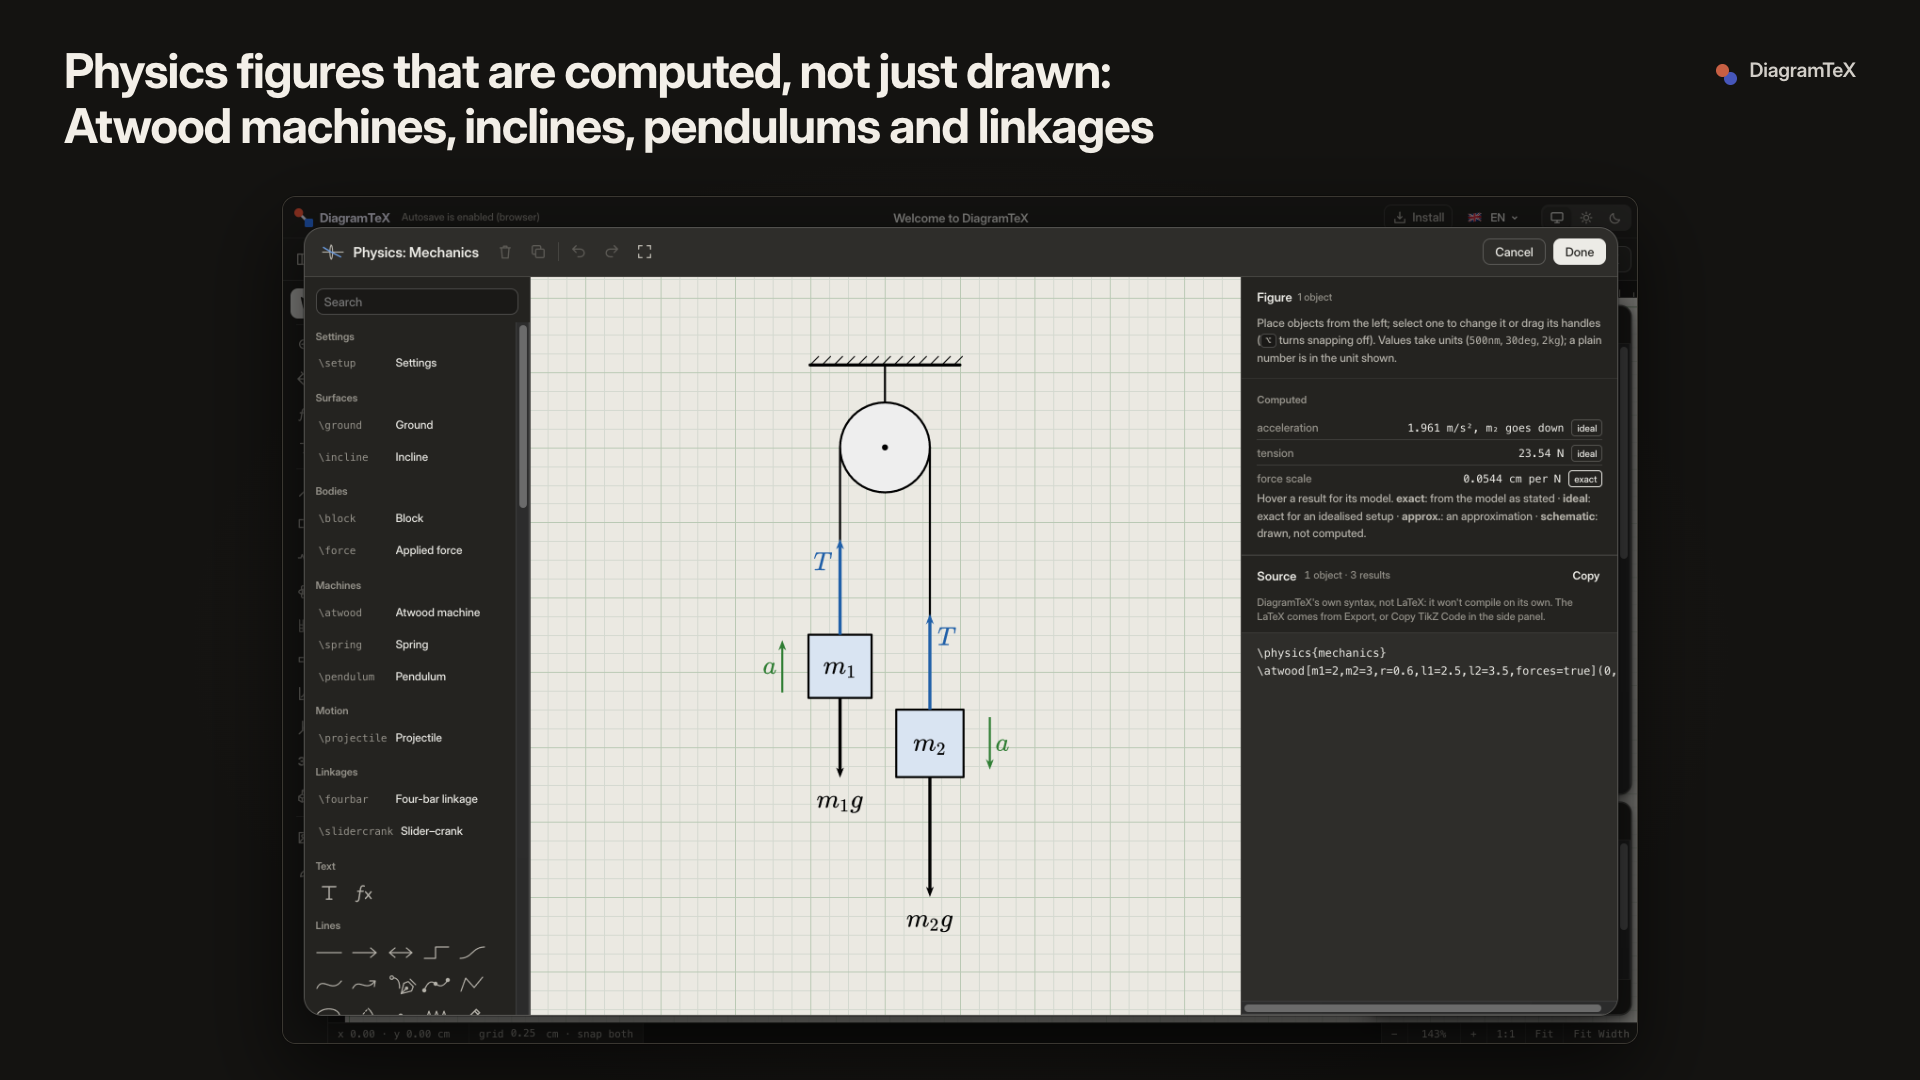 Physics figures that are computed, not just drawn:
Atwood machines, inclines, pendulums and linkages
DiagramTeX
DiagramTeX Autosave is enabled (browser)
Welcome to DiagramTeX
Install
EN
Physics: Mechanics
Cancel
Done
Search
Settings
\setup Settings
Surfaces
\ground Ground
\incline Incline
Bodies
\block Block
\force Applied force
Machines
\atwood Atwood machine
\spring Spring
\pendulum Pendulum
Motion
\projectile Projectile
Linkages
\fourbar Four-bar linkage
\slidercrank Slider–crank
Text
T fx
Lines
T
T
a
m₁
m₂
a
m₁g
m₂g
Figure 1 object
Place objects from the left; select one to change it or drag its handles
(⌥ turns snapping off). Values take units (500nm, 30deg, 2kg); a plain
number is in the unit shown.
Computed
acceleration 1.961 m/s², m₂ goes down ideal
tension 23.54 N ideal
force scale 0.0544 cm per N exact
Hover a result for its model. exact: from the model as stated · ideal:
exact for an idealised setup · approx.: an approximation · schematic:
drawn, not computed.
Source 1 object · 3 results Copy
DiagramTeX's own syntax, not LaTeX: it won't compile on its own. The
LaTeX comes from Export, or Copy TikZ Code in the side panel.
\physics{mechanics}
\atwood[m1=2,m2=3,r=0.6,l1=2.5,l2=3.5,forces=true](0,
x 0.00 · y 0.00 cm grid 0.25 cm · snap both
− 143% + 1:1 Fit Fit Width